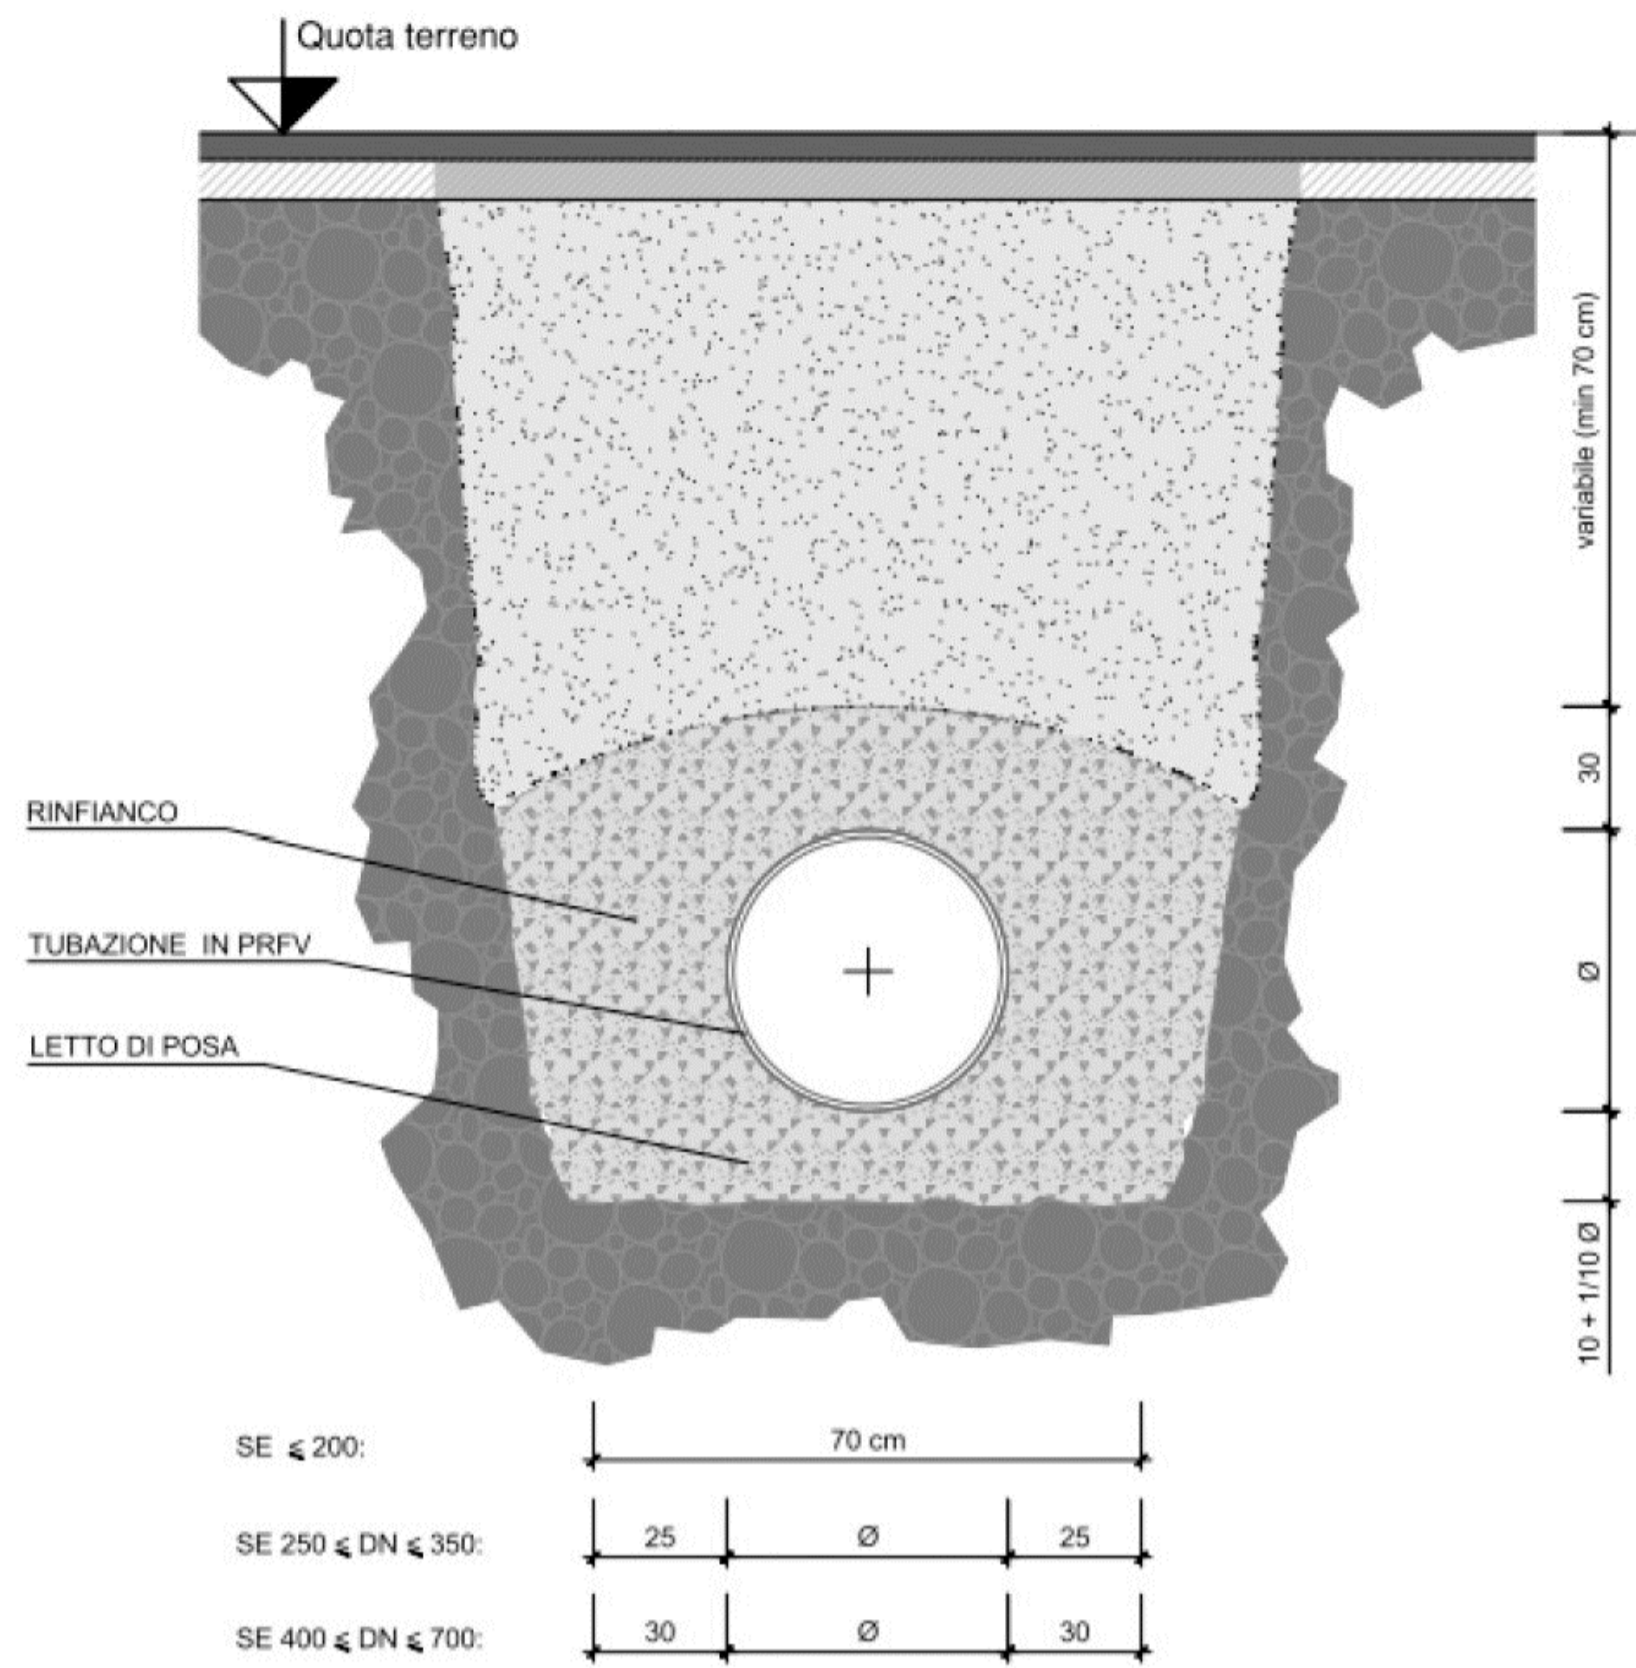 Quota terreno
variabile (min 70 cm)
30
RINFIANCO
TUBAZIONE IN PRFV
Ø
LETTO DI POSA
10 + 1/10 Ø
SE ⩽ 200:
70 cm
SE 250 ⩽ DN ⩽ 350:
25 Ø 25
SE 400 ⩽ DN ⩽ 700:
30 Ø 30